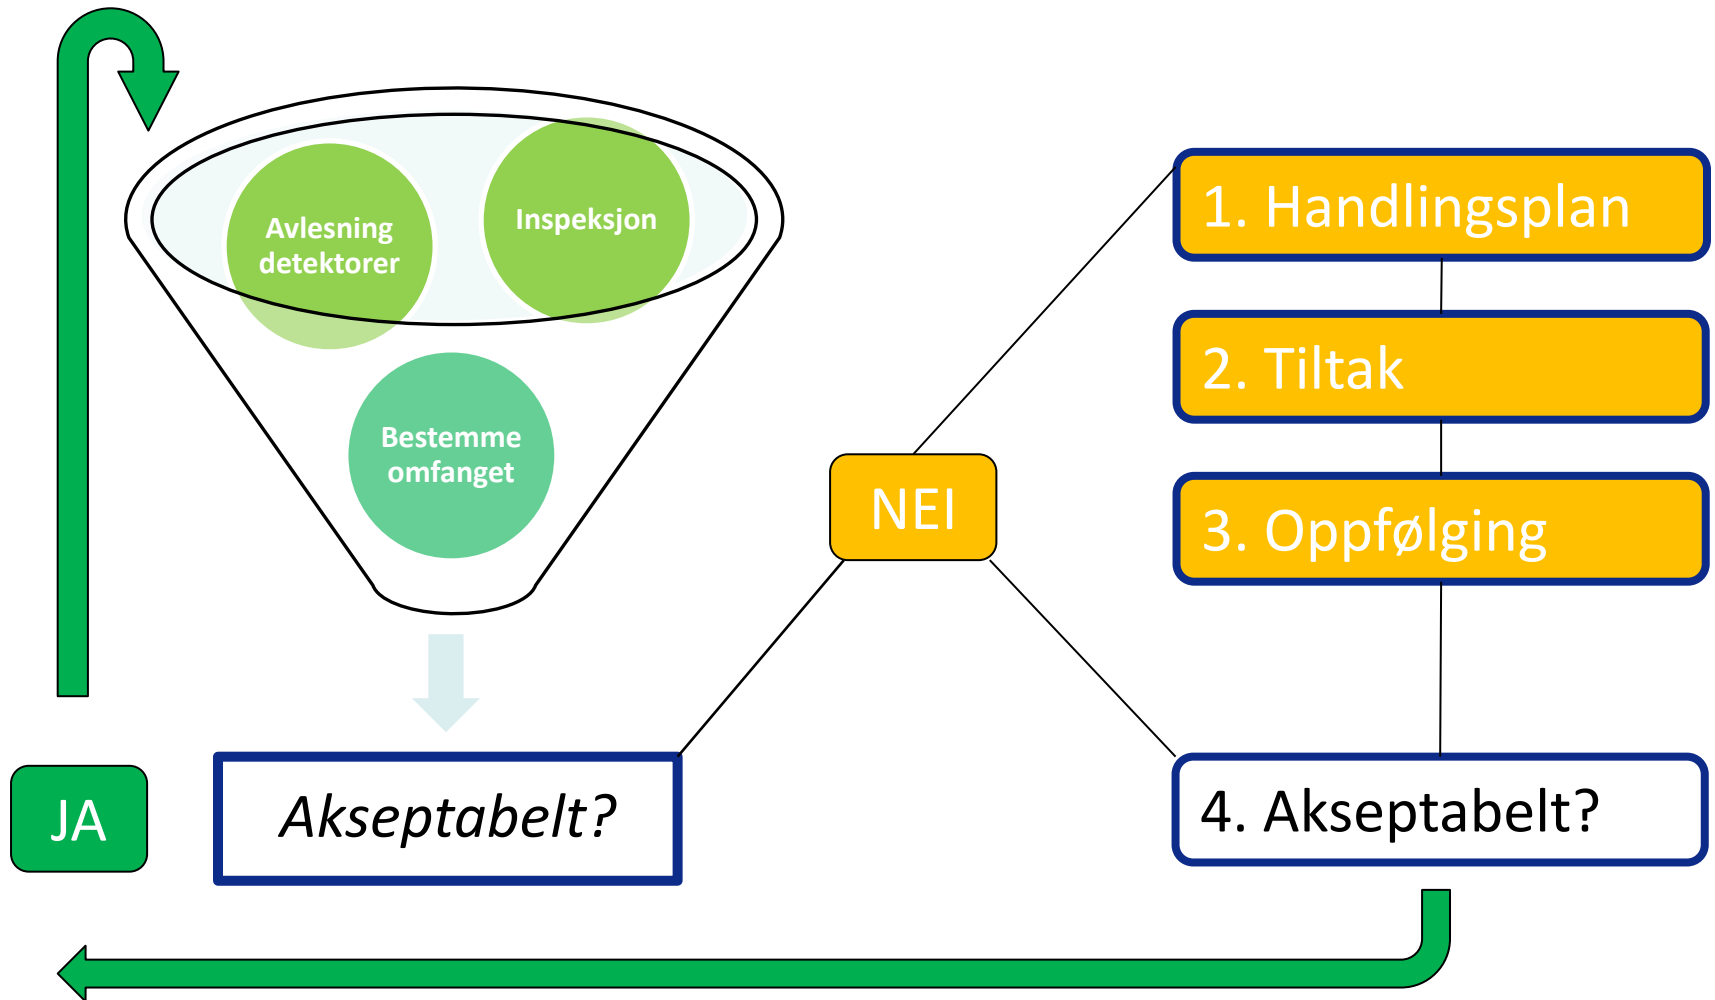 Avlesning
detektorer
Inspeksjon
Bestemme
omfanget
JA
Akseptabelt?
NEI
1. Handlingsplan
2. Tiltak
3. Oppfølging
4. Akseptabelt?